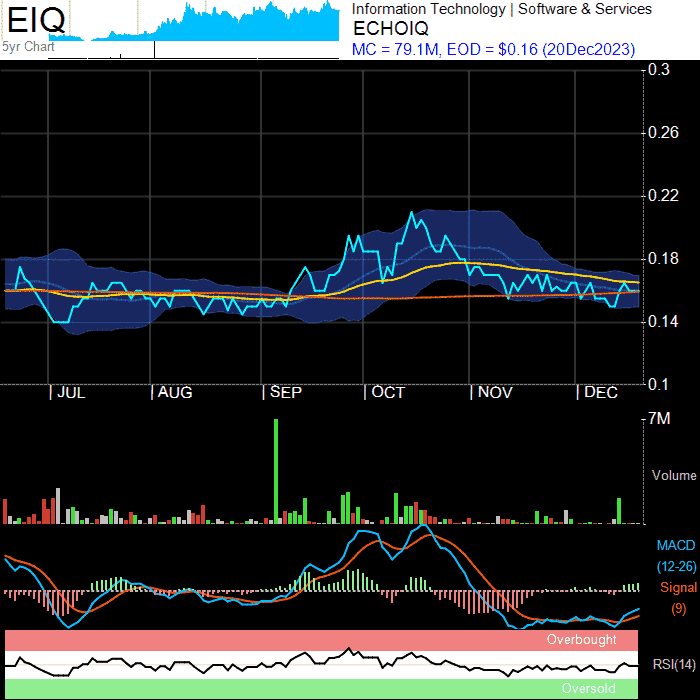 EIQ
5yr Chart
Information Technology | Software & Services
ECHOIQ
MC = 79.1M, EOD = $0.16 (20Dec2023)
0.3
0.26
0.22
0.18
0.14
0.1
| JUL | AUG | SEP | OCT | NOV | DEC
7M
Volume
MACD
(12-26)
Signal
(9)
Overbought
RSI(14)
Oversold